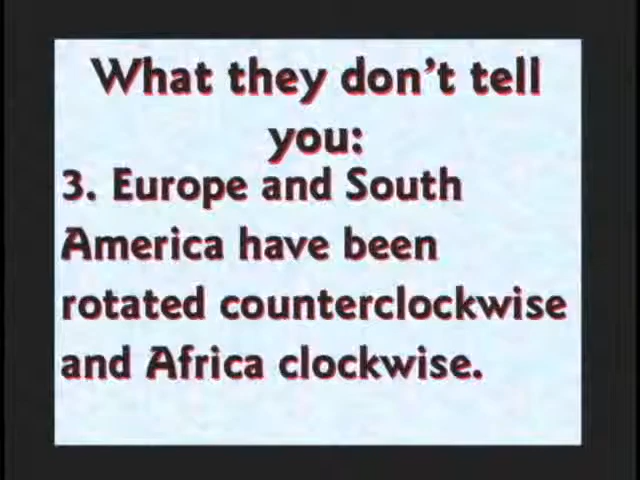 What they don't tell
you:
3. Europe and South
America have been
rotated counterclockwise
and Africa clockwise.